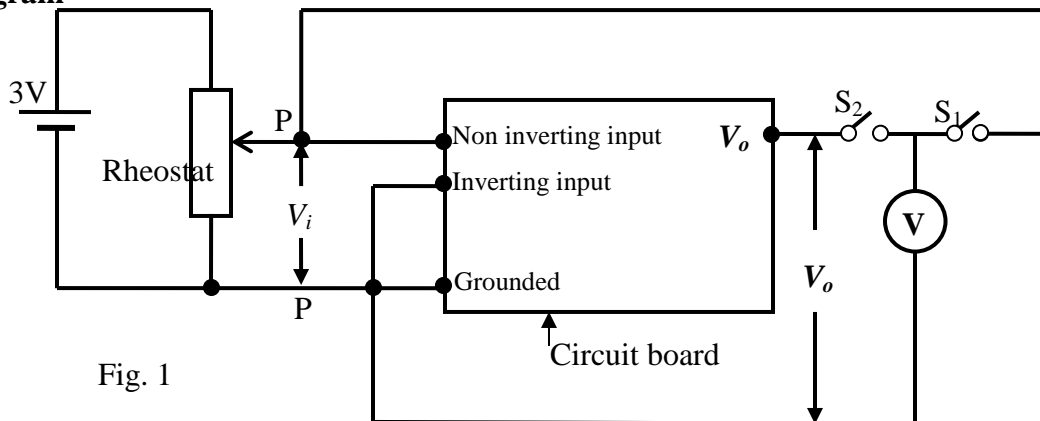 gram
3V
S₂
S₁
P
Non inverting input
Vₒ
Rheostat
Inverting input
Vᵢ
V
Grounded
Vₒ
P
Circuit board
Fig. 1